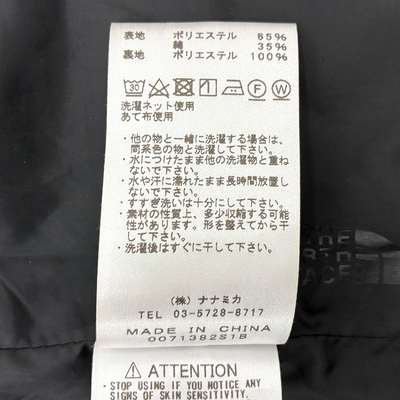 表地 ポリエステル 65%
綿 35%
裏地 ポリエステル 100%
30 F W
洗濯ネット使用
あて布使用
・他の物と一緒に洗濯する場合は、
同系色の物と洗濯して下さい。
・水につけたまま他の洗濯物と重ね
ないで下さい。
・水や汗に濡れたまま長時間放置し
ないで下さい。
・すすぎ洗いは十分にして下さい。
・素材の性質上、多少収縮する可能
性があります。形を整えてから干
して下さい。
・洗濯後はすぐに干して下さい。
(株) ナナミカ
TEL 03-5728-8717
MADE IN CHINA
0071382S1B
⚠ ATTENTION
・STOP USING IF YOU NOTICE ANY
SIGNS OF SKIN SENSITIVITY.